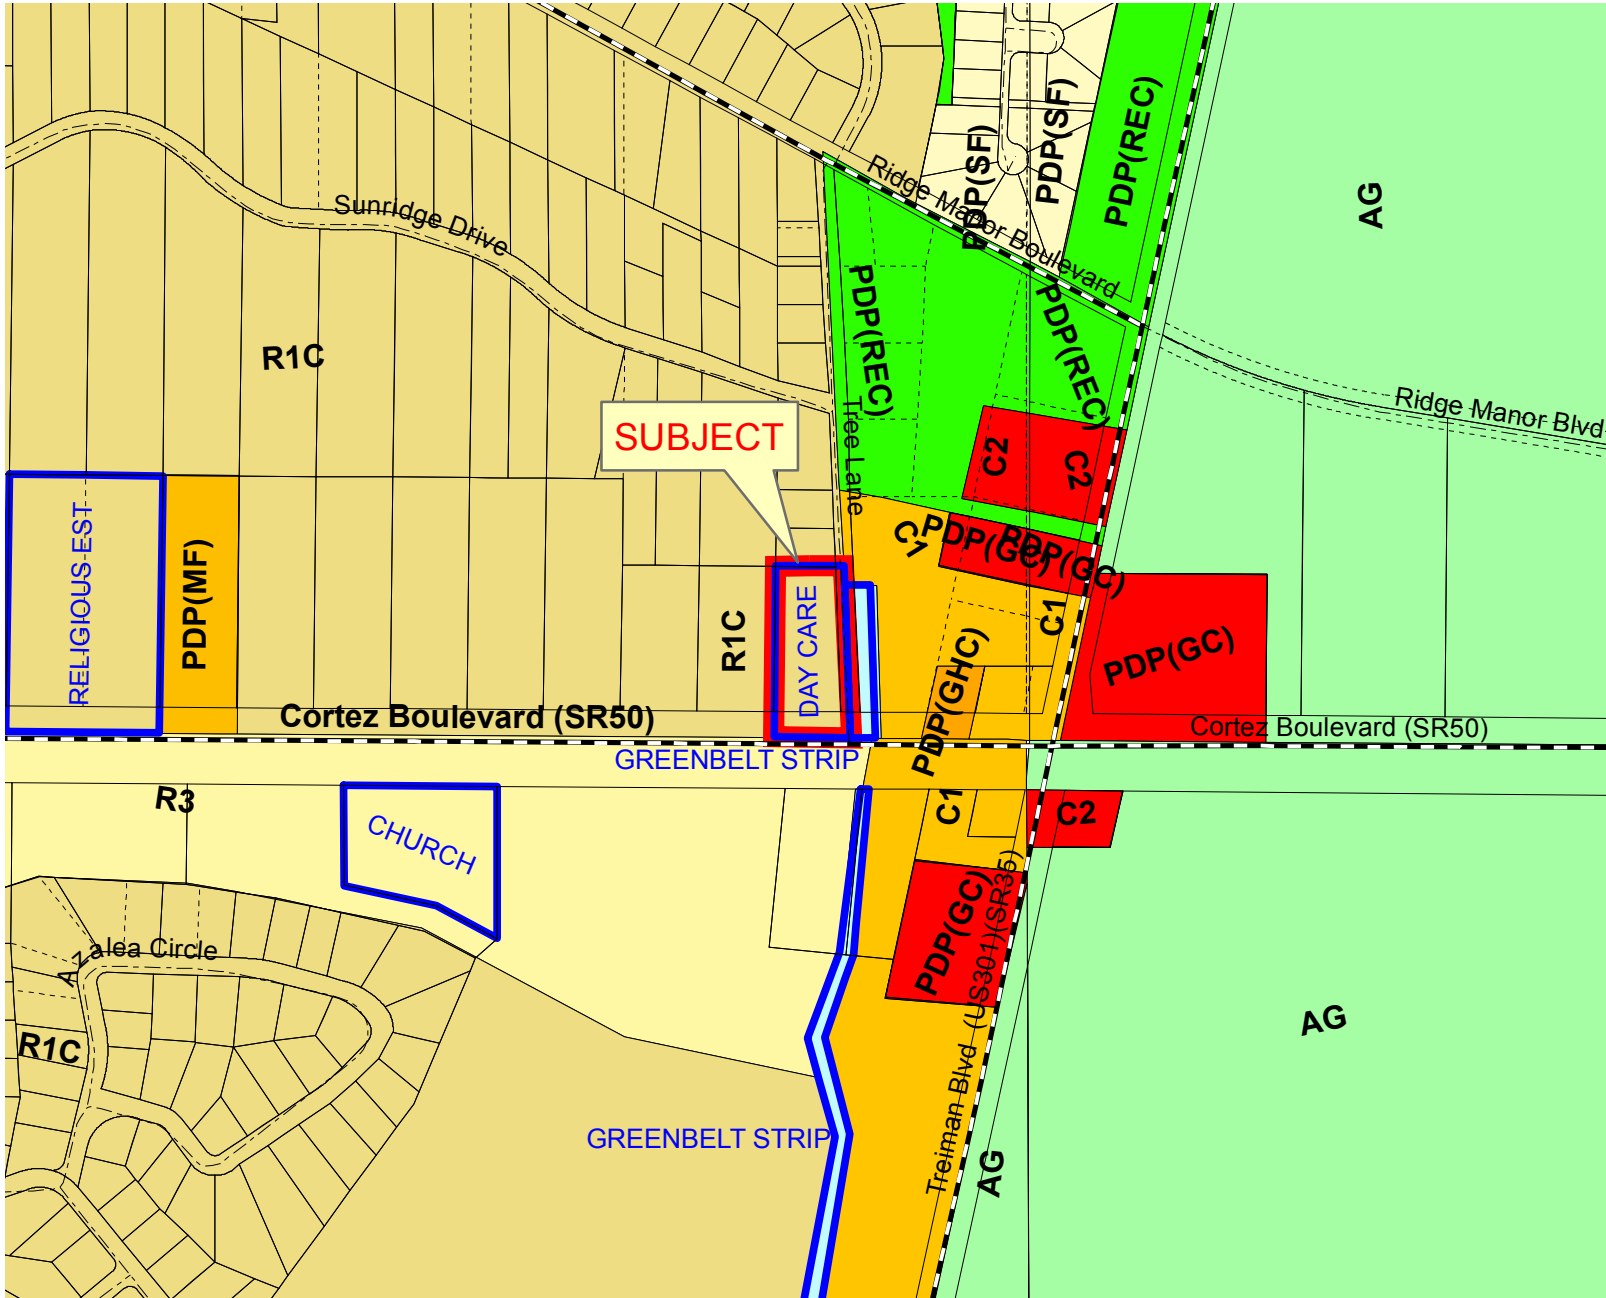 PDP(SF)
PDP(SF)
PDP(REC)
AG
Ridge Manor Boulevard
Sunridge Drive
PDP(REC)
PDP(REC)
R1C
Ridge Manor Blvd
Tree Lane
SUBJECT
C2
C2
C1
PDP(GC)
PDP(GC)
RELIGIOUS EST
PDP(MF)
R1C
DAY CARE
C1
PDP(GHC)
PDP(GC)
Cortez Boulevard (SR50)
Cortez Boulevard (SR50)
GREENBELT STRIP
R3
CHURCH
C1
C2
PDP(GC)
Azalea Circle
R1C
Treiman Blvd (US301)(SR35)
AG
GREENBELT STRIP
AG